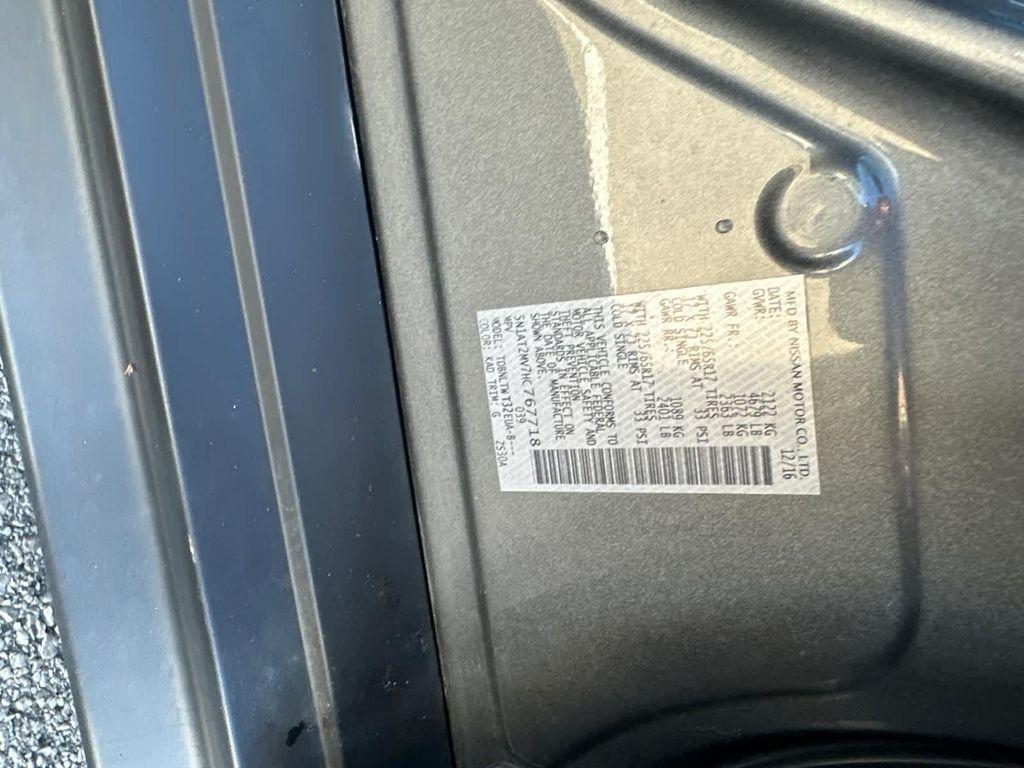 MFD BY NISSAN MOTOR CO., LTD.
DATE: 12/16
GVWR: 2122 KG
4679 LB
GAWR FR.: 1072 KG
2363 LB
WITH 225/65R17 TIRES
17 X 7J RIMS AT 33 PSI
COLD SINGLE
GAWR RR.: 1089 KG
2401 LB
WITH 225/65R17 TIRES
17 X 7J RIMS AT 33 PSI
COLD SINGLE
THIS VEHICLE CONFORMS TO
ALL APPLICABLE FEDERAL
MOTOR VEHICLE SAFETY AND
THEFT PREVENTION
STANDARDS IN EFFECT ON
THE DATE OF MANUFACTURE
SHOWN ABOVE.
5N1AT2MV7HC767718
MPV 039
MODEL: TDBNLTWT32EUA-B---
COLOR: KAD TRIM: G 2S30A